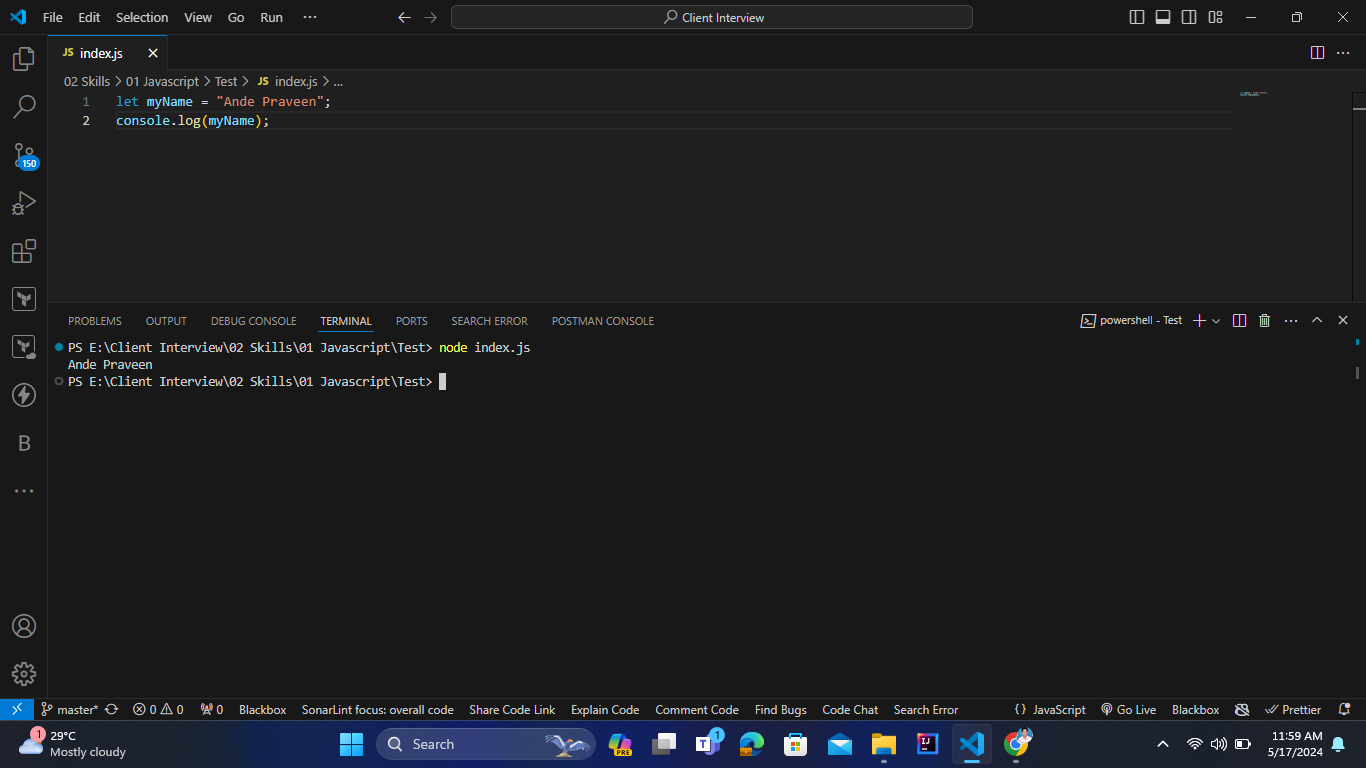 File Edit Selection View Go Run ···
Client Interview
JS index.js
02 Skills > 01 Javascript > Test > JS index.js > ...
1 let myName = "Ande Praveen";
2 console.log(myName);
150
B
PROBLEMS OUTPUT DEBUG CONSOLE TERMINAL PORTS SEARCH ERROR POSTMAN CONSOLE
powershell - Test
PS E:\Client Interview\02 Skills\01 Javascript\Test> node index.js
Ande Praveen
PS E:\Client Interview\02 Skills\01 Javascript\Test>
master* 0 0 0 Blackbox SonarLint focus: overall code Share Code Link Explain Code Comment Code Find Bugs Code Chat Search Error {} JavaScript Go Live Blackbox Prettier
1 29°C
Mostly cloudy
Search
PRE
T 1
IJ
11:59 AM
5/17/2024